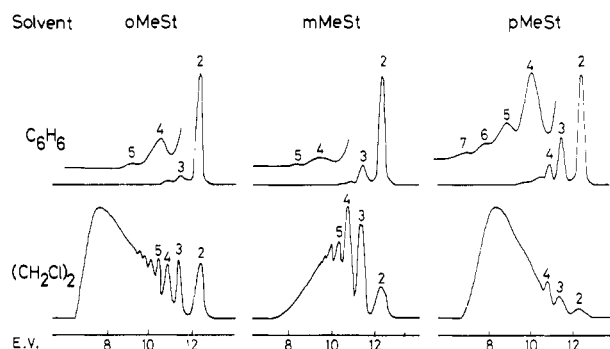 Solvent oMeSt mMeSt pMeSt
2 2 2
4 4 4
5 5 5 3
7 6
C6H6 3 3 4
4
5 4 3 5 3
2 2 4 3 2
(CH2Cl)2
E.V. 8 10 12 8 10 12 8 10 12